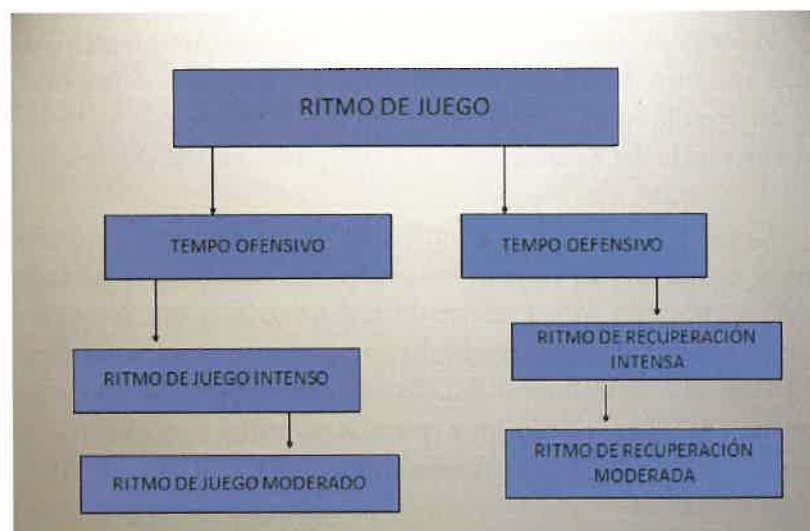 RITMO DE JUEGO
TEMPO OFENSIVO
TEMPO DEFENSIVO
RITMO DE JUEGO INTENSO
RITMO DE RECUPERACIÓN
INTENSA
RITMO DE JUEGO MODERADO
RITMO DE RECUPERACIÓN
MODERADA